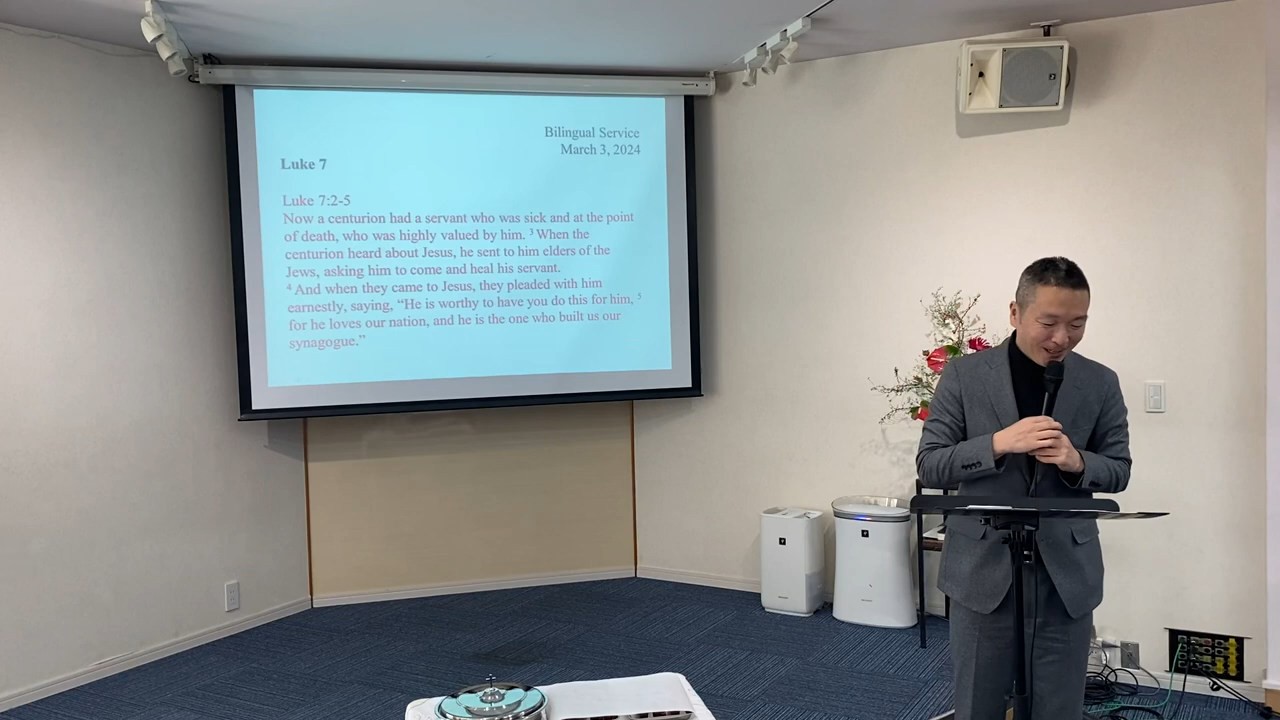 Bilingual Service
March 3, 2024
Luke 7
Luke 7:2-5
Now a centurion had a servant who was sick and at the point
of death, who was highly valued by him. 3 When the
centurion heard about Jesus, he sent to him elders of the
Jews, asking him to come and heal his servant.
4 And when they came to Jesus, they pleaded with him
earnestly, saying, “He is worthy to have you do this for him, 5
for he loves our nation, and he is the one who built us our
synagogue.”